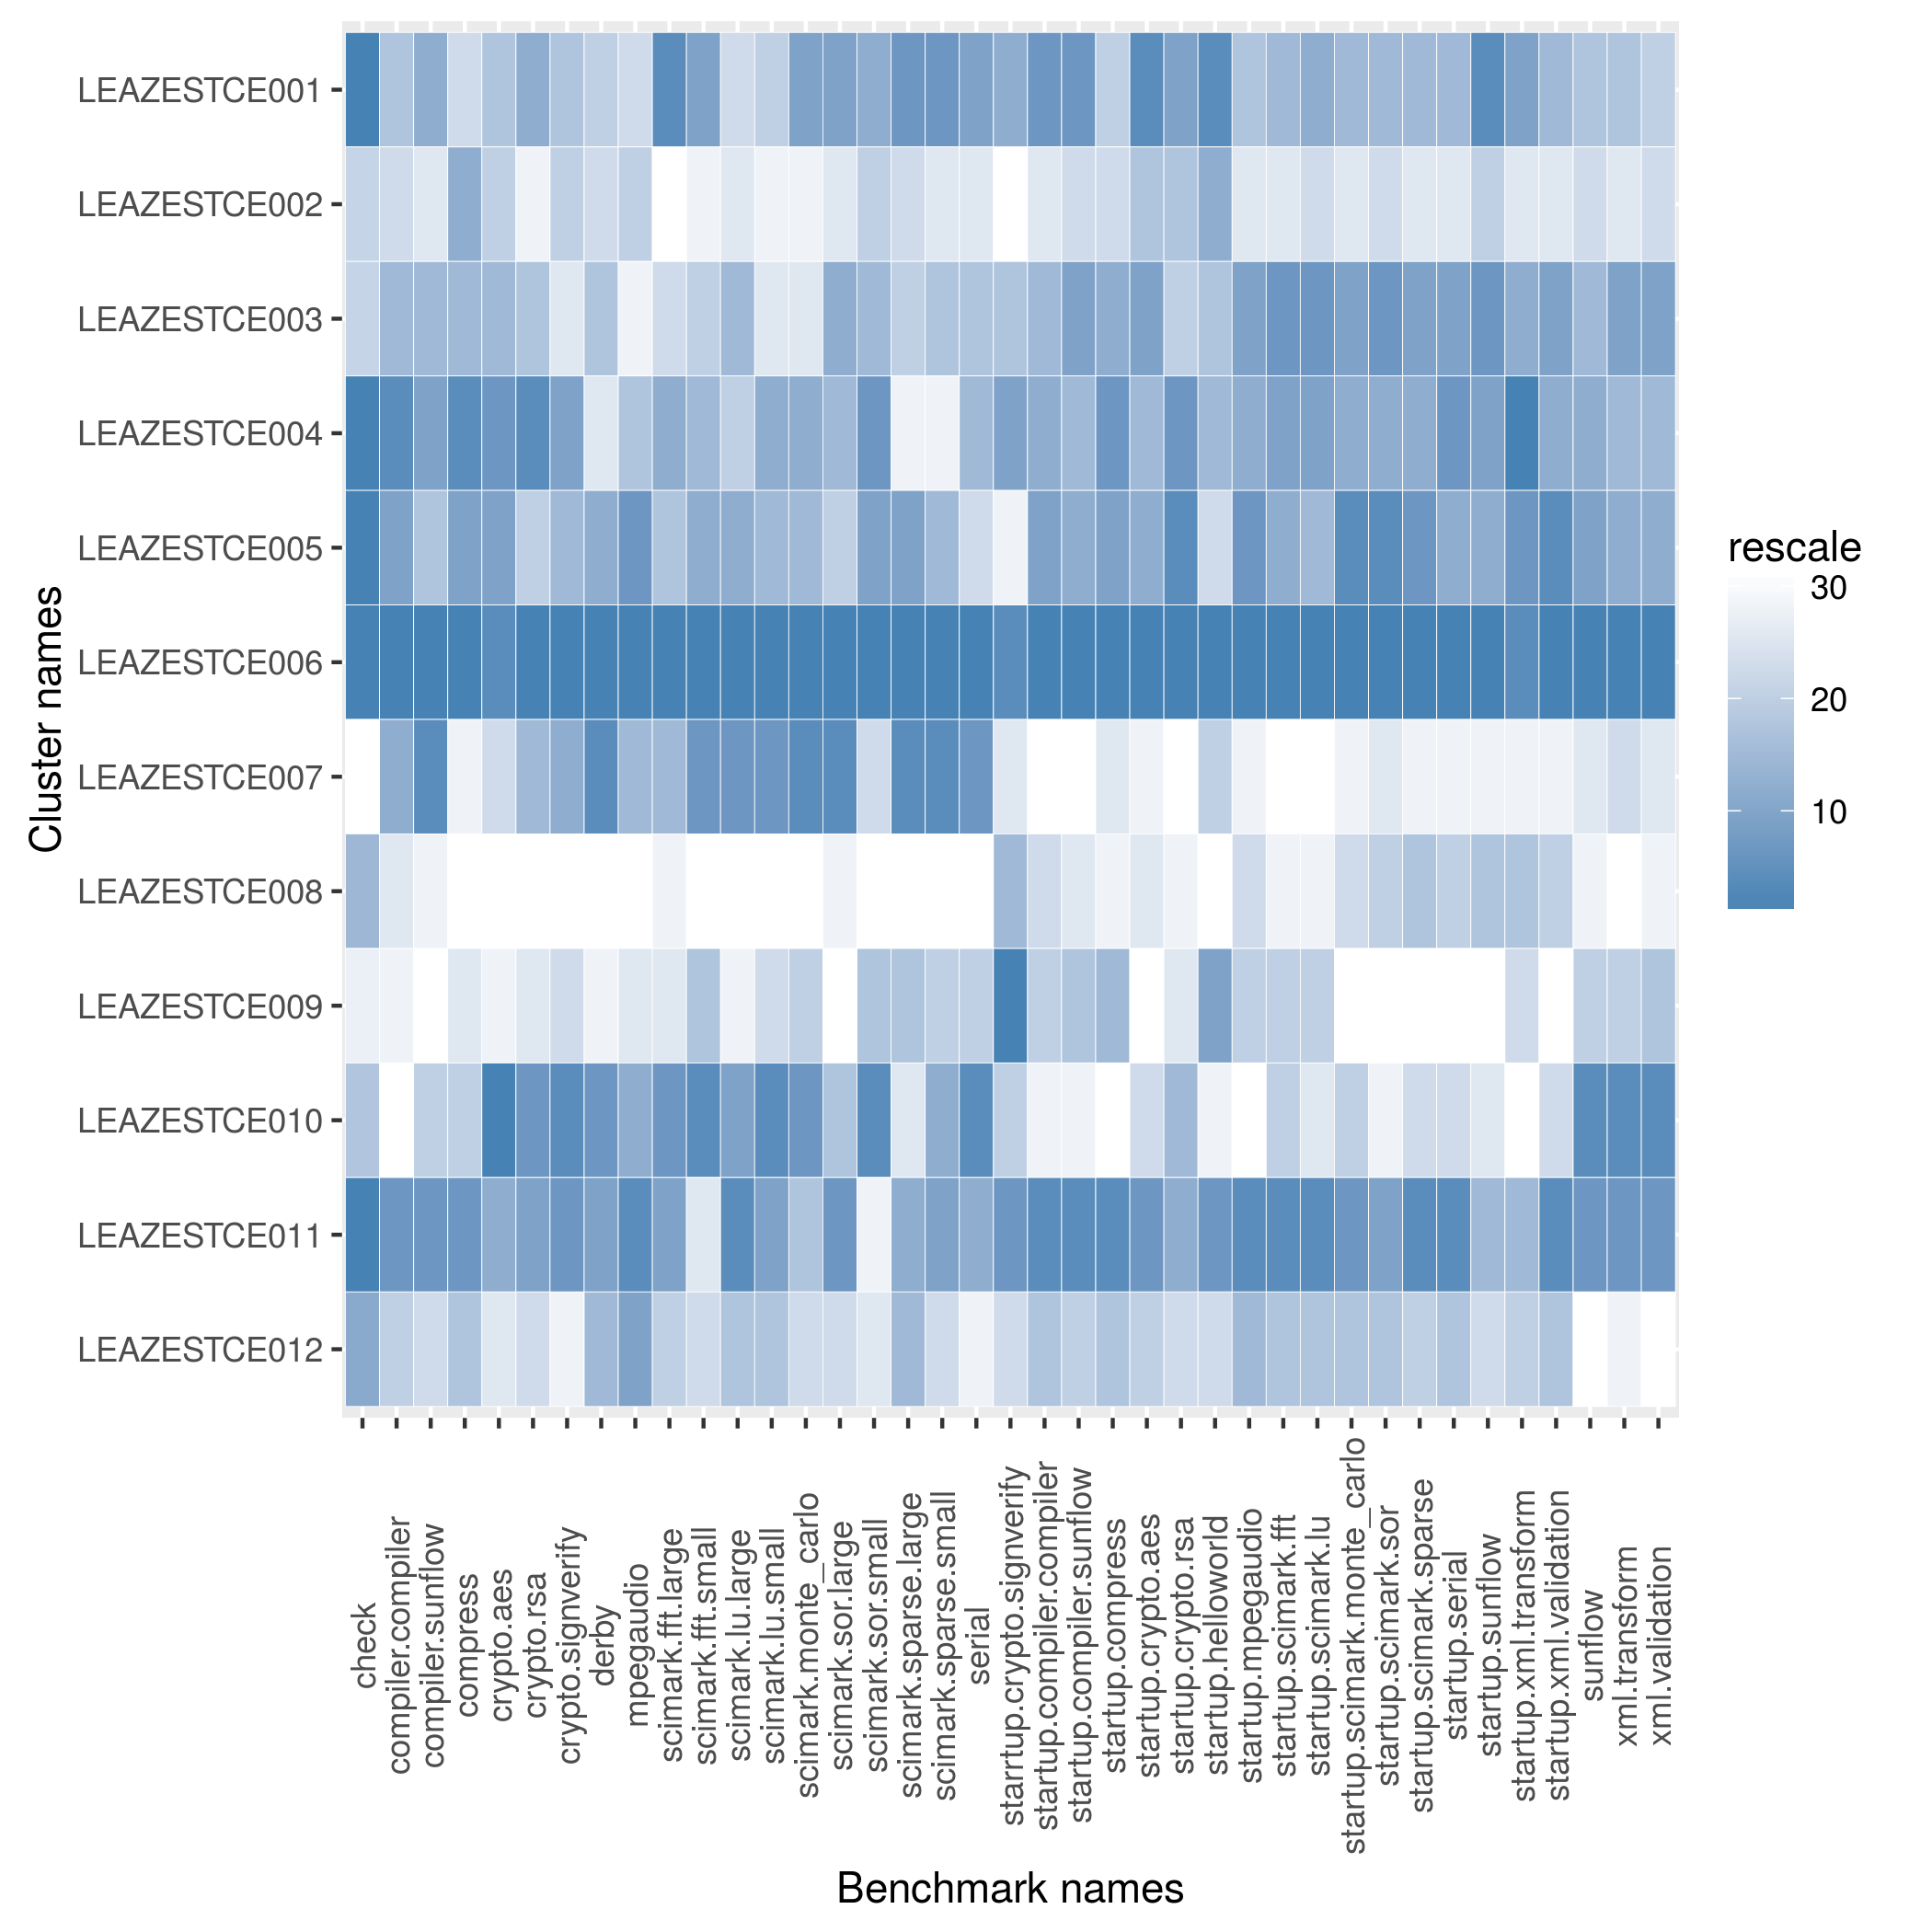 LEAZESTCE001
LEAZESTCE002
LEAZESTCE003
LEAZESTCE004
LEAZESTCE005
LEAZESTCE006
LEAZESTCE007
LEAZESTCE008
LEAZESTCE009
LEAZESTCE010
LEAZESTCE011
LEAZESTCE012
Cluster names
rescale
30
20
10
check
compiler.compiler
compiler.sunflow
compress
crypto.aes
crypto.rsa
crypto.signverify
derby
mpegaudio
scimark.fft.large
scimark.fft.small
scimark.lu.large
scimark.lu.small
scimark.monte_carlo
scimark.sor.large
scimark.sor.small
scimark.sparse.large
scimark.sparse.small
serial
starrtup.crypto.signverify
startup.compiler.compiler
startup.compiler.sunflow
startup.compress
startup.crypto.aes
startup.crypto.rsa
startup.helloworld
startup.mpegaudio
startup.scimark.fft
startup.scimark.lu
startup.scimark.monte_carlo
startup.scimark.sor
startup.scimark.sparse
startup.serial
startup.sunflow
startup.xml.transform
startup.xml.validation
sunflow
xml.transform
xml.validation
Benchmark names